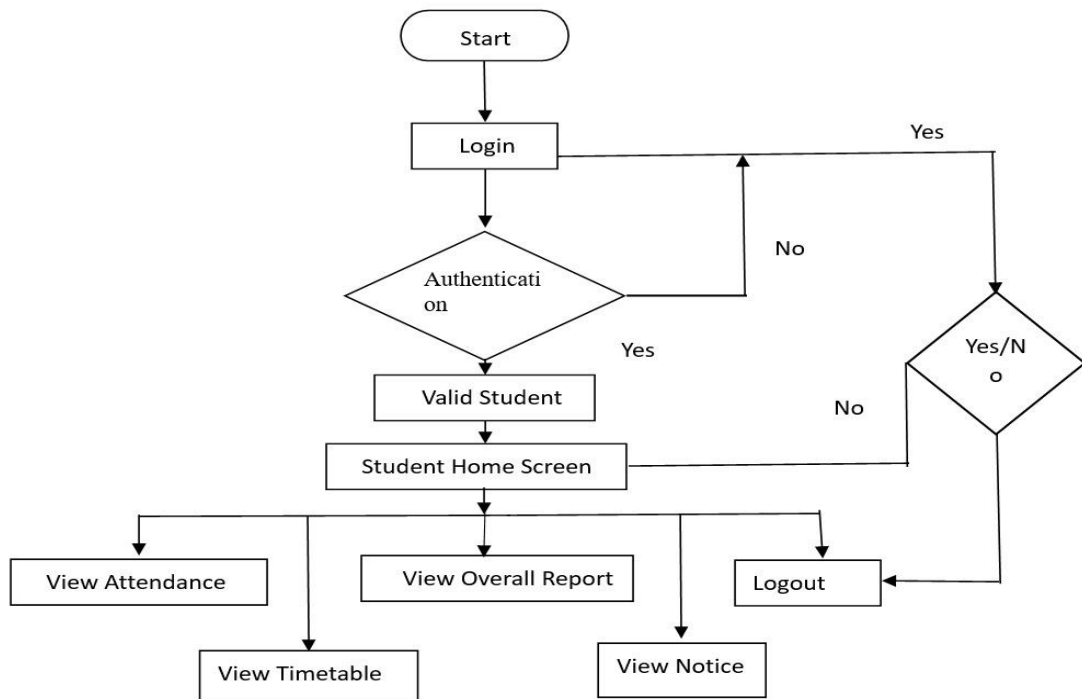 Start
Login
Yes
No
Authenticati
on
Yes
Yes/N
o
Valid Student
No
Student Home Screen
View Attendance
View Overall Report
Logout
View Timetable
View Notice